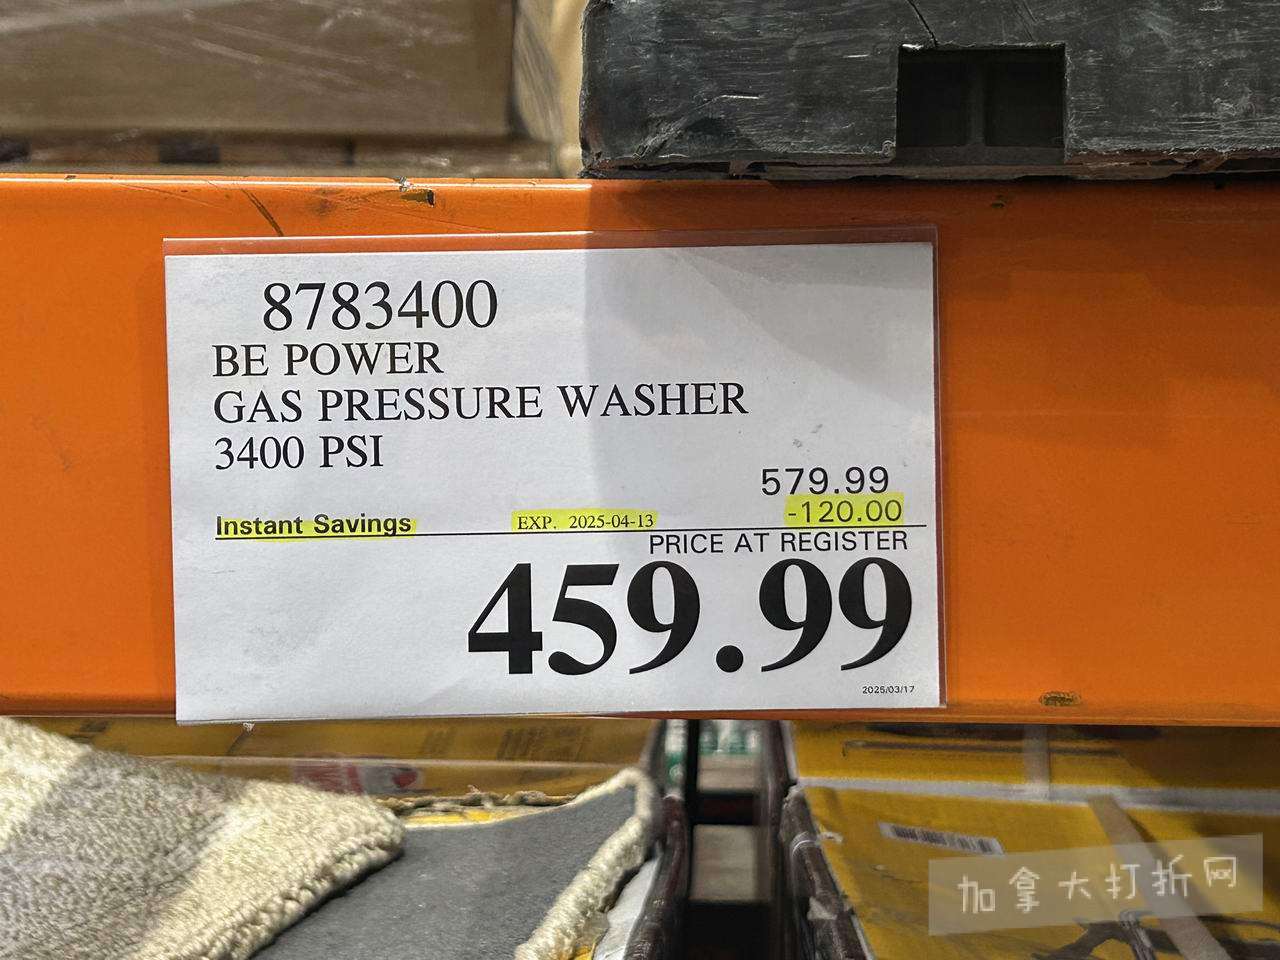 8783400
BE POWER
GAS PRESSURE WASHER
3400 PSI
579.99
Instant Savings EXP. 2025-04-13 -120.00
PRICE AT REGISTER
459.99
2025/03/17
加拿大打折网